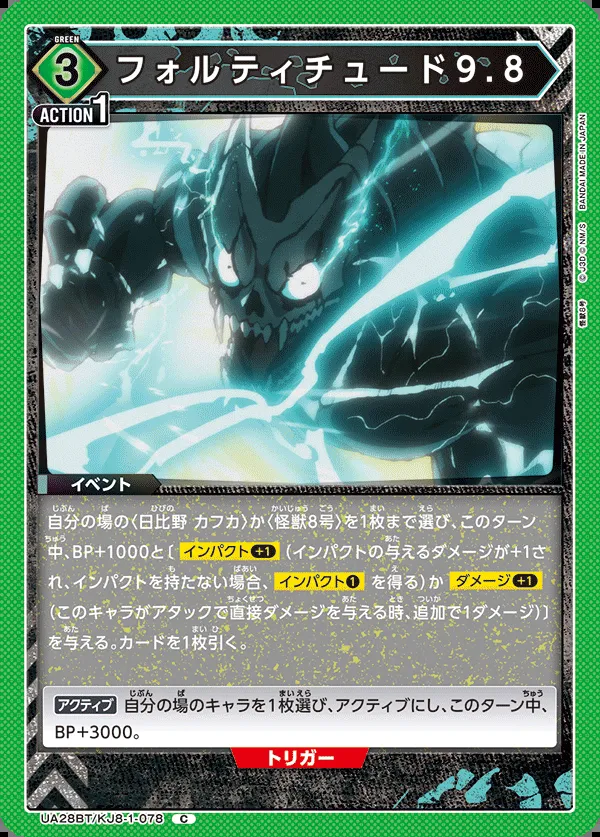 GREEN
3
フォルティチュード9.8
ACTION 1
BANDAI MADE IN JAPAN
© J3D © NM/S
怪獣8号
イベント
自分の場の〈日比野 カフカ〉か〈怪獣8号〉を1枚まで選び、このターン
中、BP+1000と〔 インパクト+1 (インパクトの与えるダメージが+1さ
れ、インパクトを持たない場合、 インパクト1 を得る)か ダメージ+1
(このキャラがアタックで直接ダメージを与える時、追加で1ダメージ)〕
を与える。カードを1枚引く。
アクティブ 自分の場のキャラを1枚選び、アクティブにし、このターン中、
BP+3000。
トリガー
UA28BT/KJ8-1-078 C